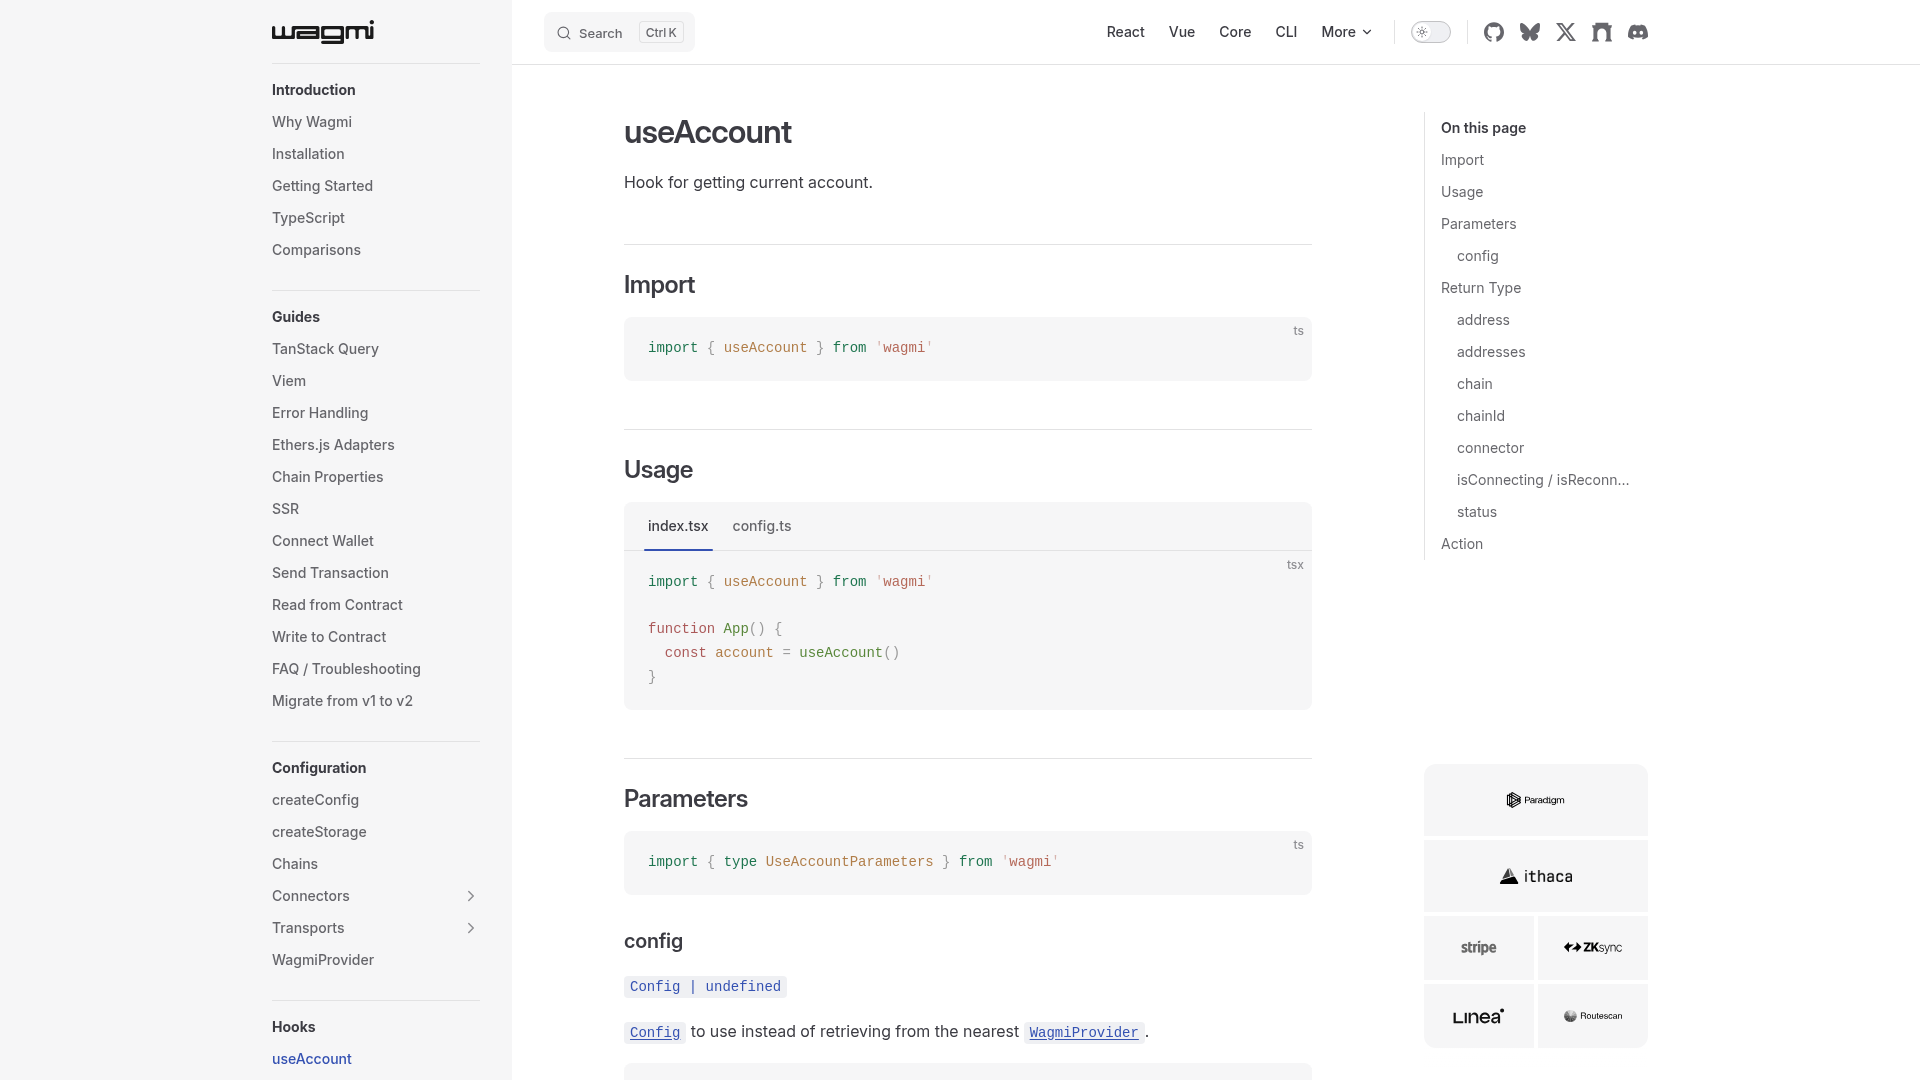 wagmi
Introduction
Why Wagmi
Installation
Getting Started
TypeScript
Comparisons
Guides
TanStack Query
Viem
Error Handling
Ethers.js Adapters
Chain Properties
SSR
Connect Wallet
Send Transaction
Read from Contract
Write to Contract
FAQ / Troubleshooting
Migrate from v1 to v2
Configuration
createConfig
createStorage
Chains
Connectors
Transports
WagmiProvider
Hooks
useAccount
Search Ctrl K
React Vue Core CLI More
useAccount
Hook for getting current account.
Import
ts
import { useAccount } from 'wagmi'
Usage
index.tsx config.ts
tsx
import { useAccount } from 'wagmi'
function App() {
  const account = useAccount()
}
Parameters
ts
import { type UseAccountParameters } from 'wagmi'
config
Config | undefined
Config to use instead of retrieving from the nearest WagmiProvider.
On this page
Import
Usage
Parameters
config
Return Type
address
addresses
chain
chainId
connector
isConnecting / isReconn...
status
Action
Paradigm
ithaca
stripe
ZKsync
Linea
Routescan